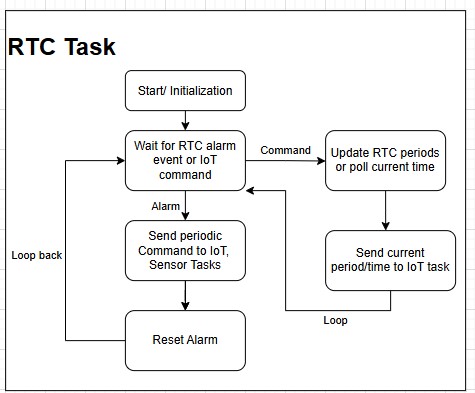 RTC Task
Start/ Initialization
Wait for RTC alarm
event or IoT
command
Command
Update RTC periods
or poll current time
Alarm
Send periodic
Command to IoT,
Sensor Tasks
Send current
period/time to IoT task
Loop back
Loop
Reset Alarm